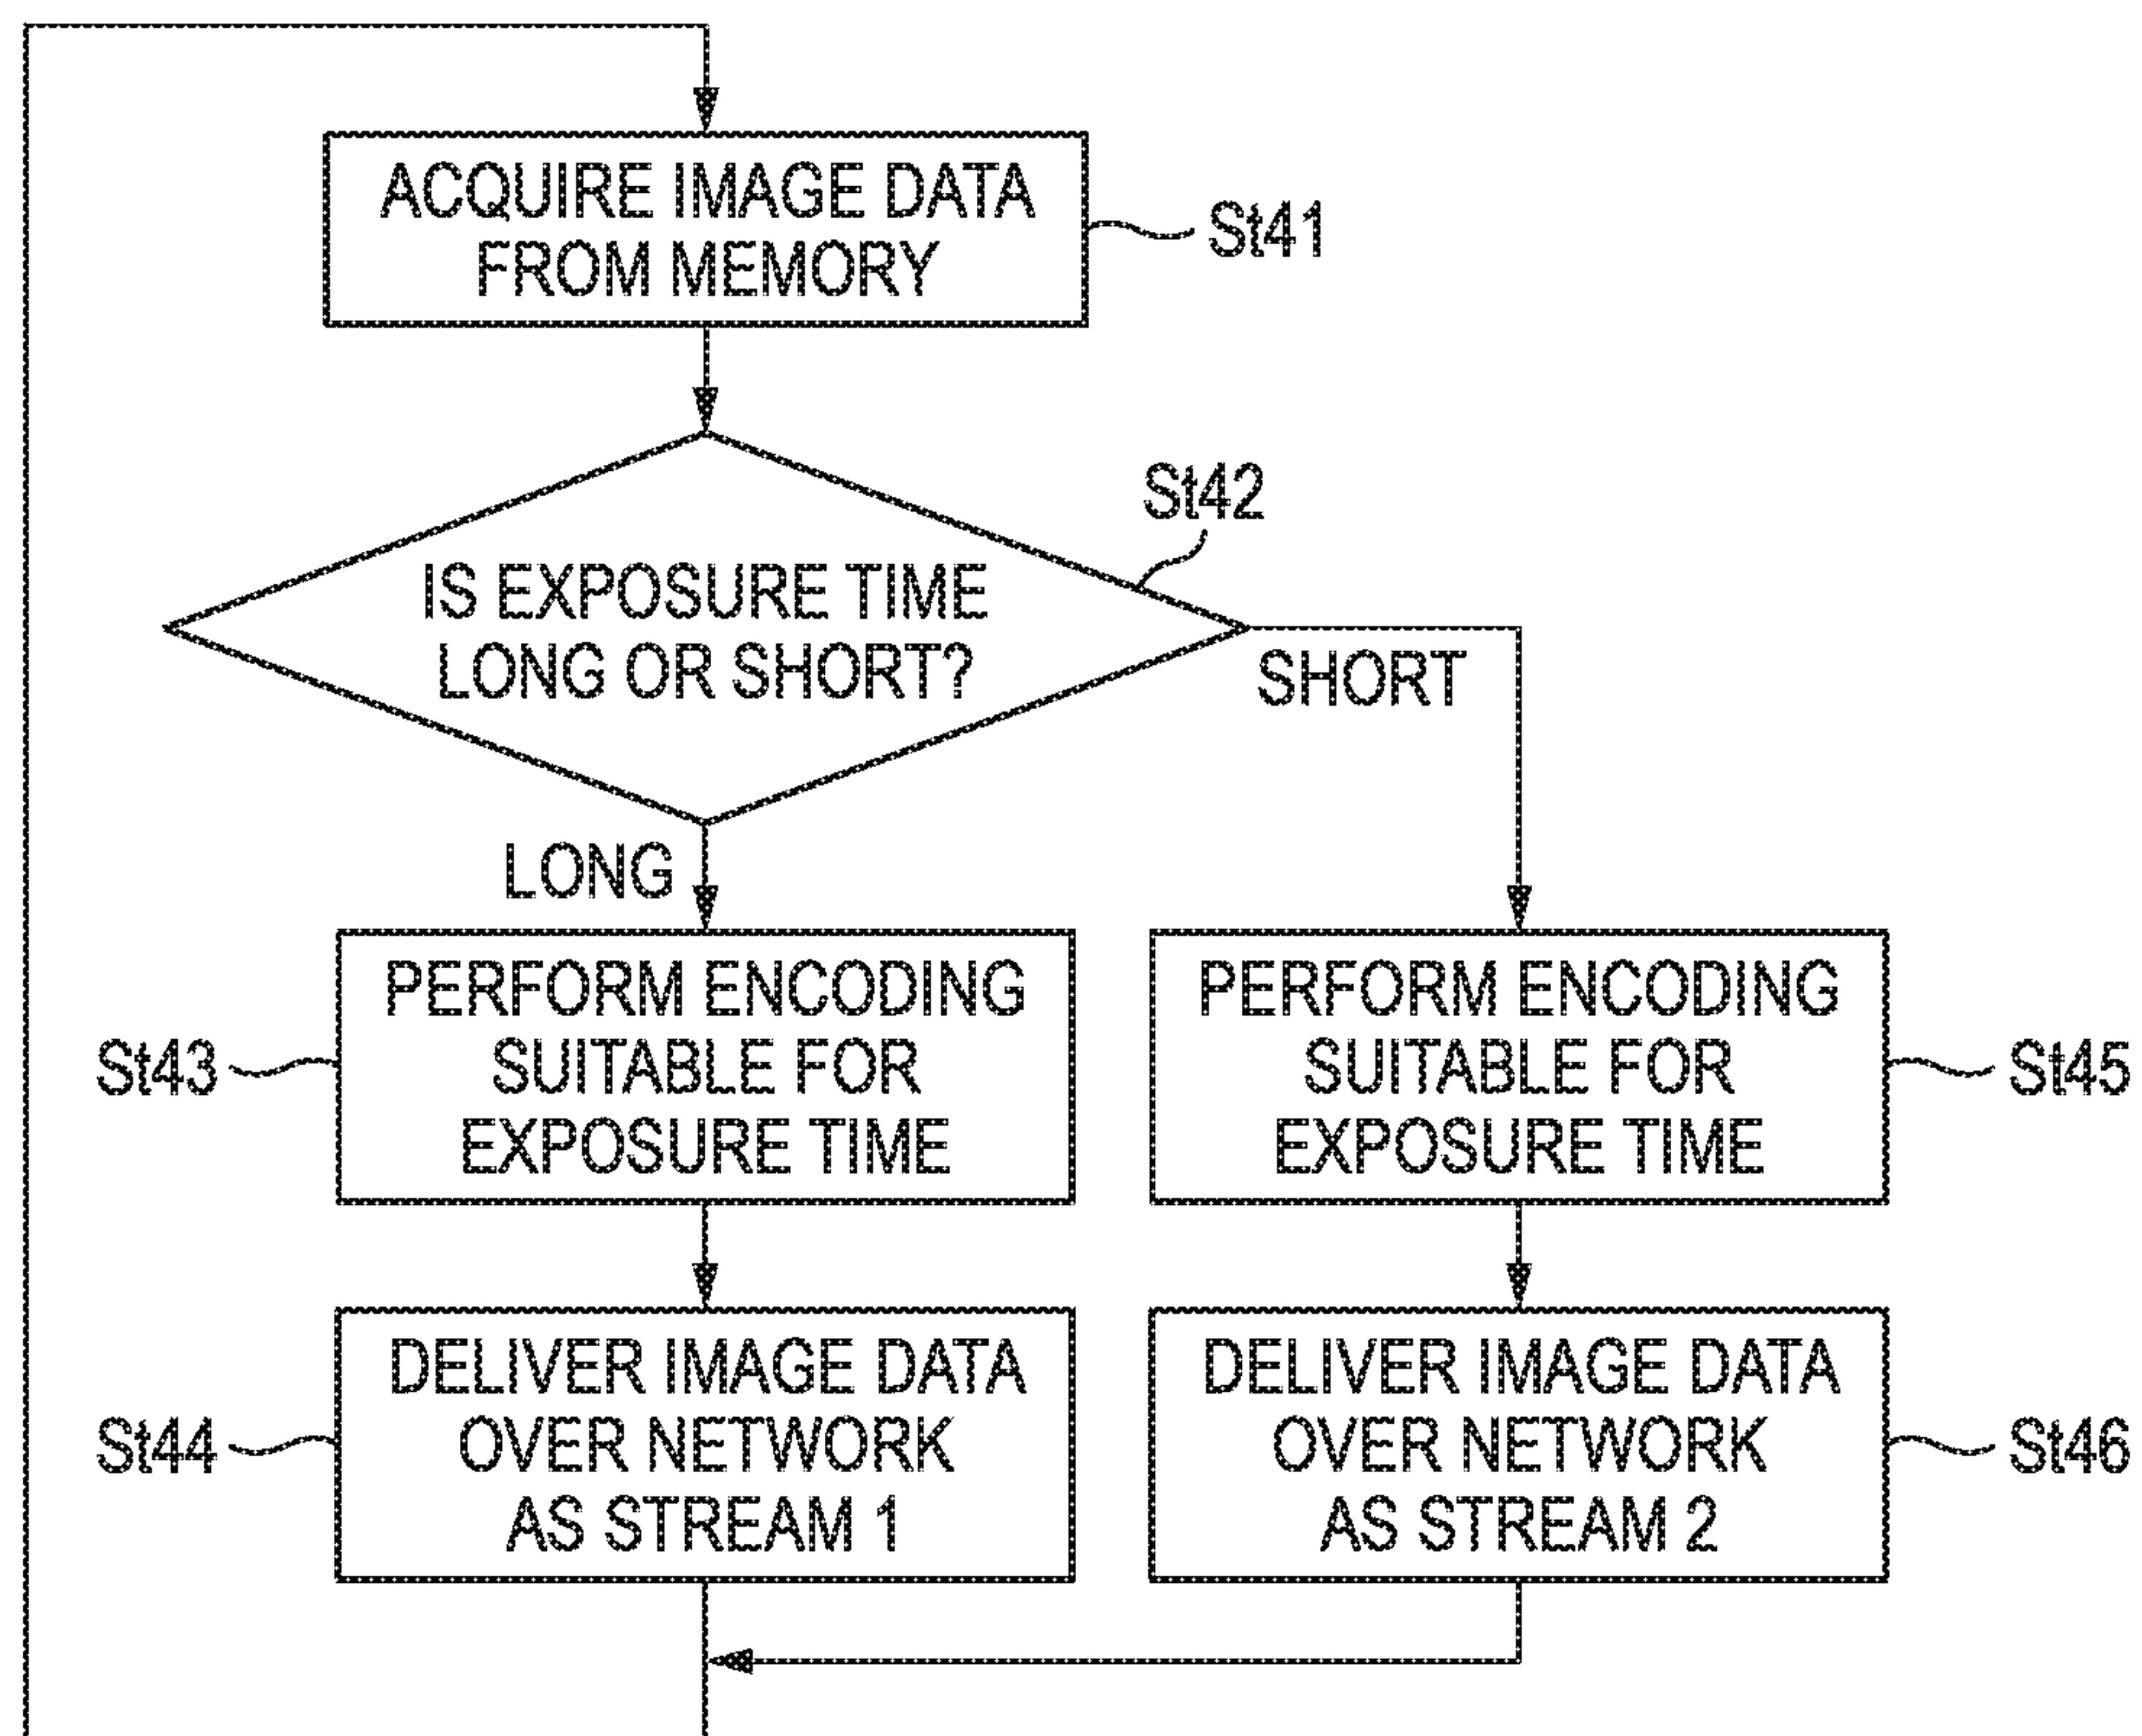 ACQUIRE IMAGE DATA
FROM MEMORY
St41
St42
IS EXPOSURE TIME
LONG OR SHORT?
SHORT
LONG
PERFORM ENCODING
SUITABLE FOR
EXPOSURE TIME
St43
PERFORM ENCODING
SUITABLE FOR
EXPOSURE TIME
St45
DELIVER IMAGE DATA
OVER NETWORK
AS STREAM 1
St44
DELIVER IMAGE DATA
OVER NETWORK
AS STREAM 2
St46